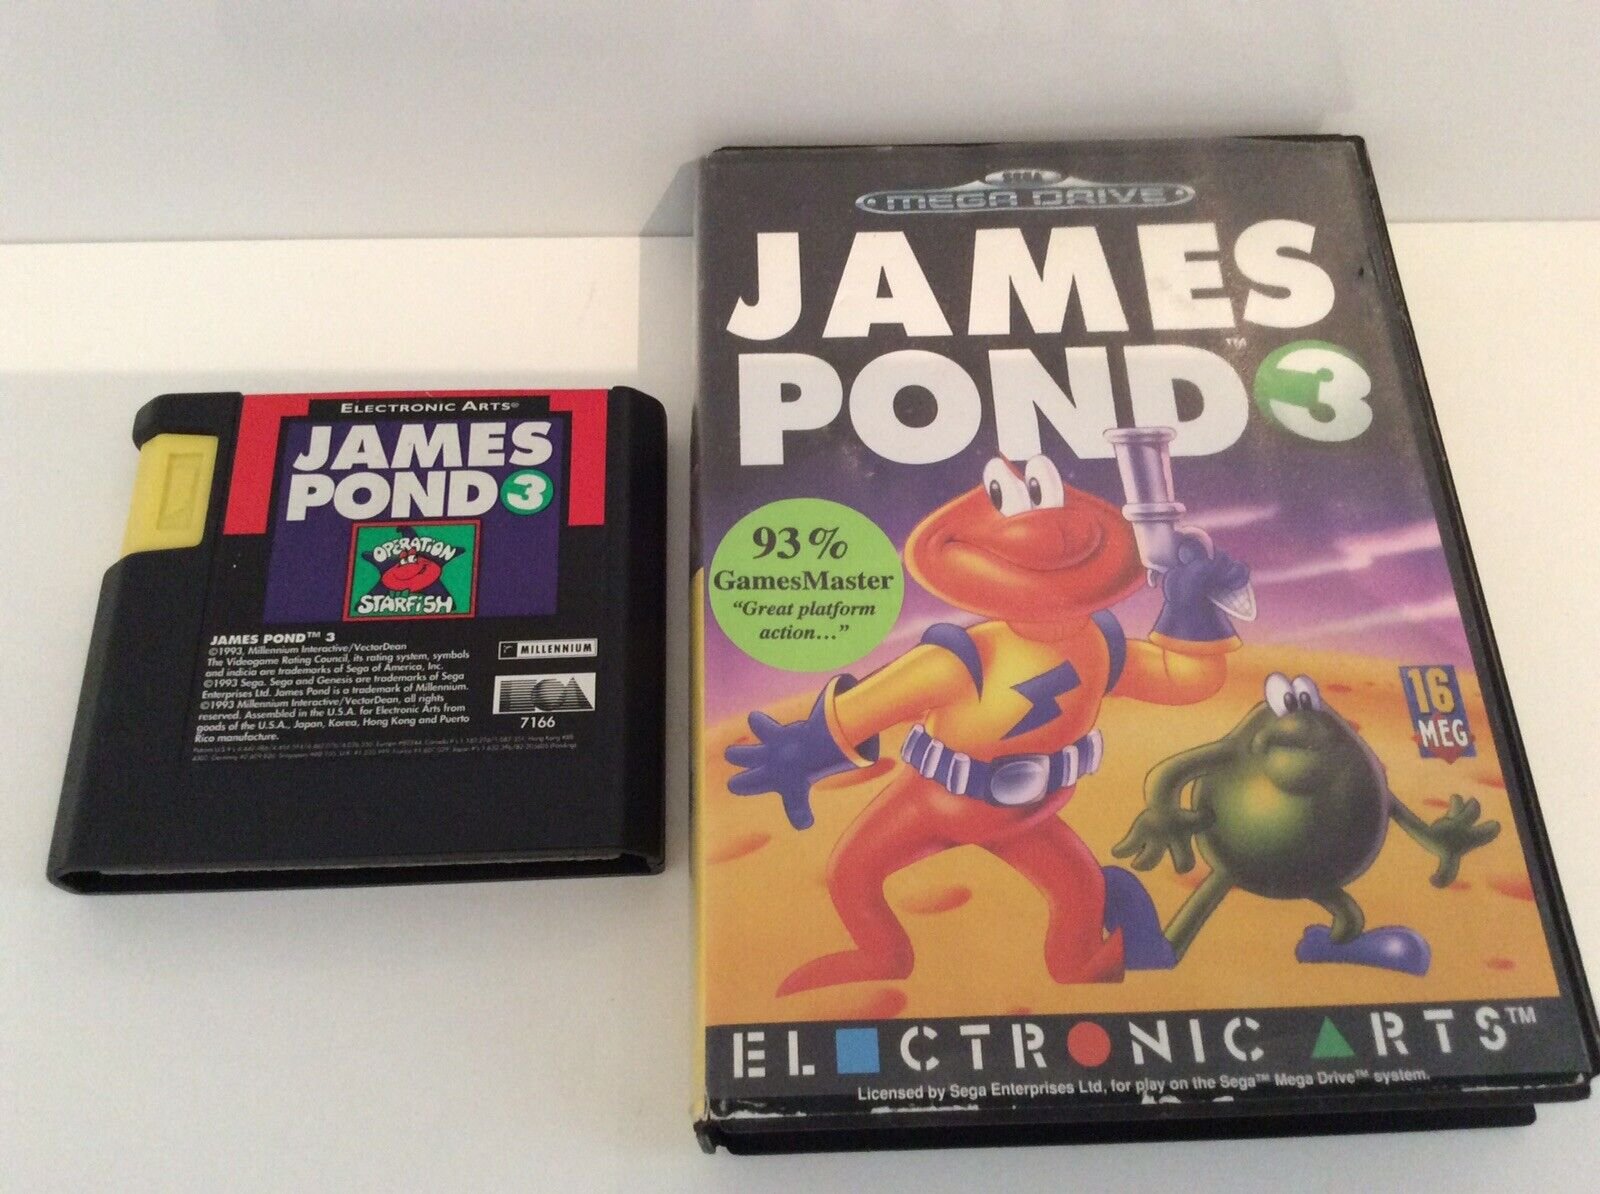 ELECTRONIC ARTS®
JAMES
POND 3
OPERATION
STARFISH
JAMES POND™ 3
©1993, Millennium Interactive/VectorDean
The Videogame Rating Council, its rating system, symbols
and indicia are trademarks of Sega of America, Inc.
©1993 Sega. Sega and Genesis are trademarks of Sega
Enterprises Ltd. James Pond is a trademark of Millennium.
©1993 Millennium Interactive/VectorDean, all rights
reserved. Assembled in the U.S.A. for Electronic Arts from
goods of the U.S.A., Japan, Korea, Hong Kong and Puerto
Rico manufacture.
MILLENNIUM
EA
7166
SEGA
MEGA DRIVE
JAMES
POND™ 3
93%
GamesMaster
“Great platform
action...”
16
MEG
ELECTRONIC ARTS™
Licensed by Sega Enterprises Ltd, for play on the Sega™ Mega Drive™ system.